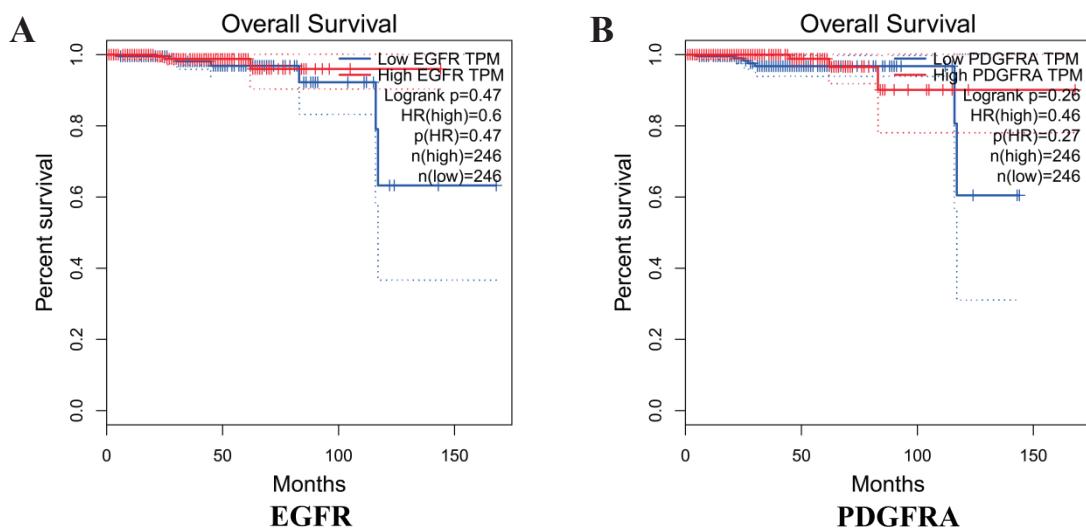 A
Overall Survival
Low EGFR TPM
High EGFR TPM
Logrank p=0.47
HR(high)=0.6
p(HR)=0.47
n(high)=246
n(low)=246
Percent survival
1.0
0.8
0.6
0.4
0.2
0.0
0 50 100 150
Months
EGFR
B
Overall Survival
Low PDGFRA TPM
High PDGFRA TPM
Logrank p=0.26
HR(high)=0.46
p(HR)=0.27
n(high)=246
n(low)=246
Percent survival
1.0
0.8
0.6
0.4
0.2
0.0
0 50 100 150
Months
PDGFRA